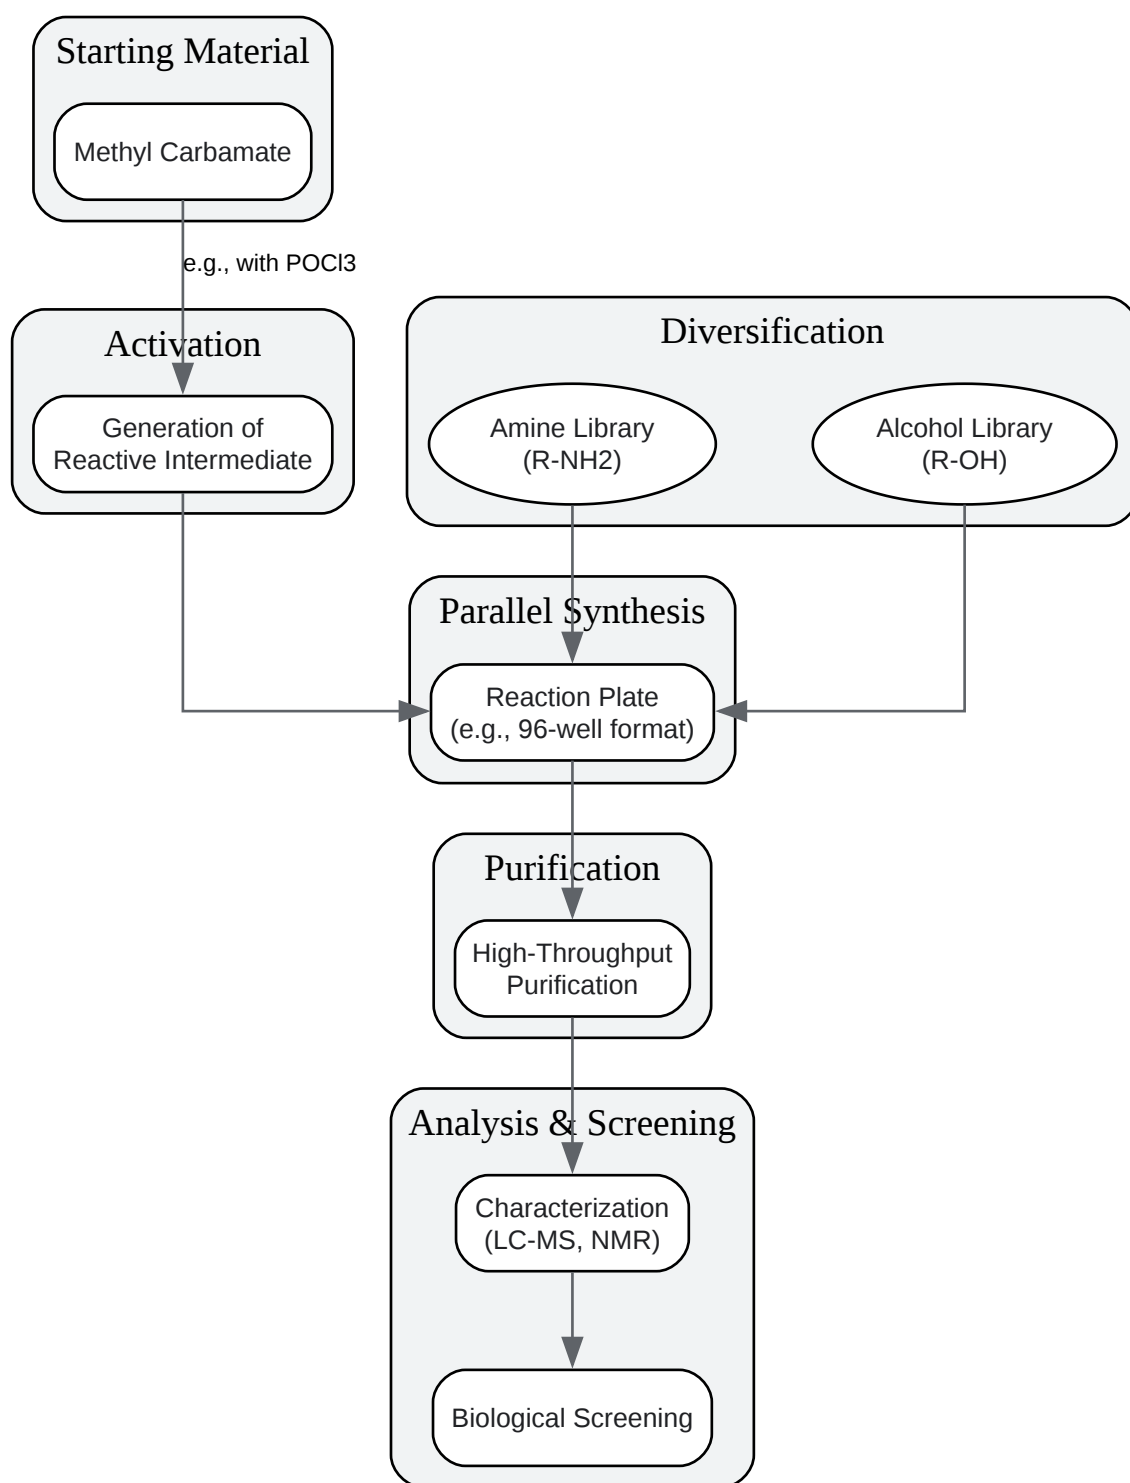 Starting Material
Methyl Carbamate
e.g., with POCl3
Activation
Generation of
Reactive Intermediate
Diversification
Amine Library
(R-NH2)
Alcohol Library
(R-OH)
Parallel Synthesis
Reaction Plate
(e.g., 96-well format)
Purification
High-Throughput
Purification
Analysis & Screening
Characterization
(LC-MS, NMR)
Biological Screening